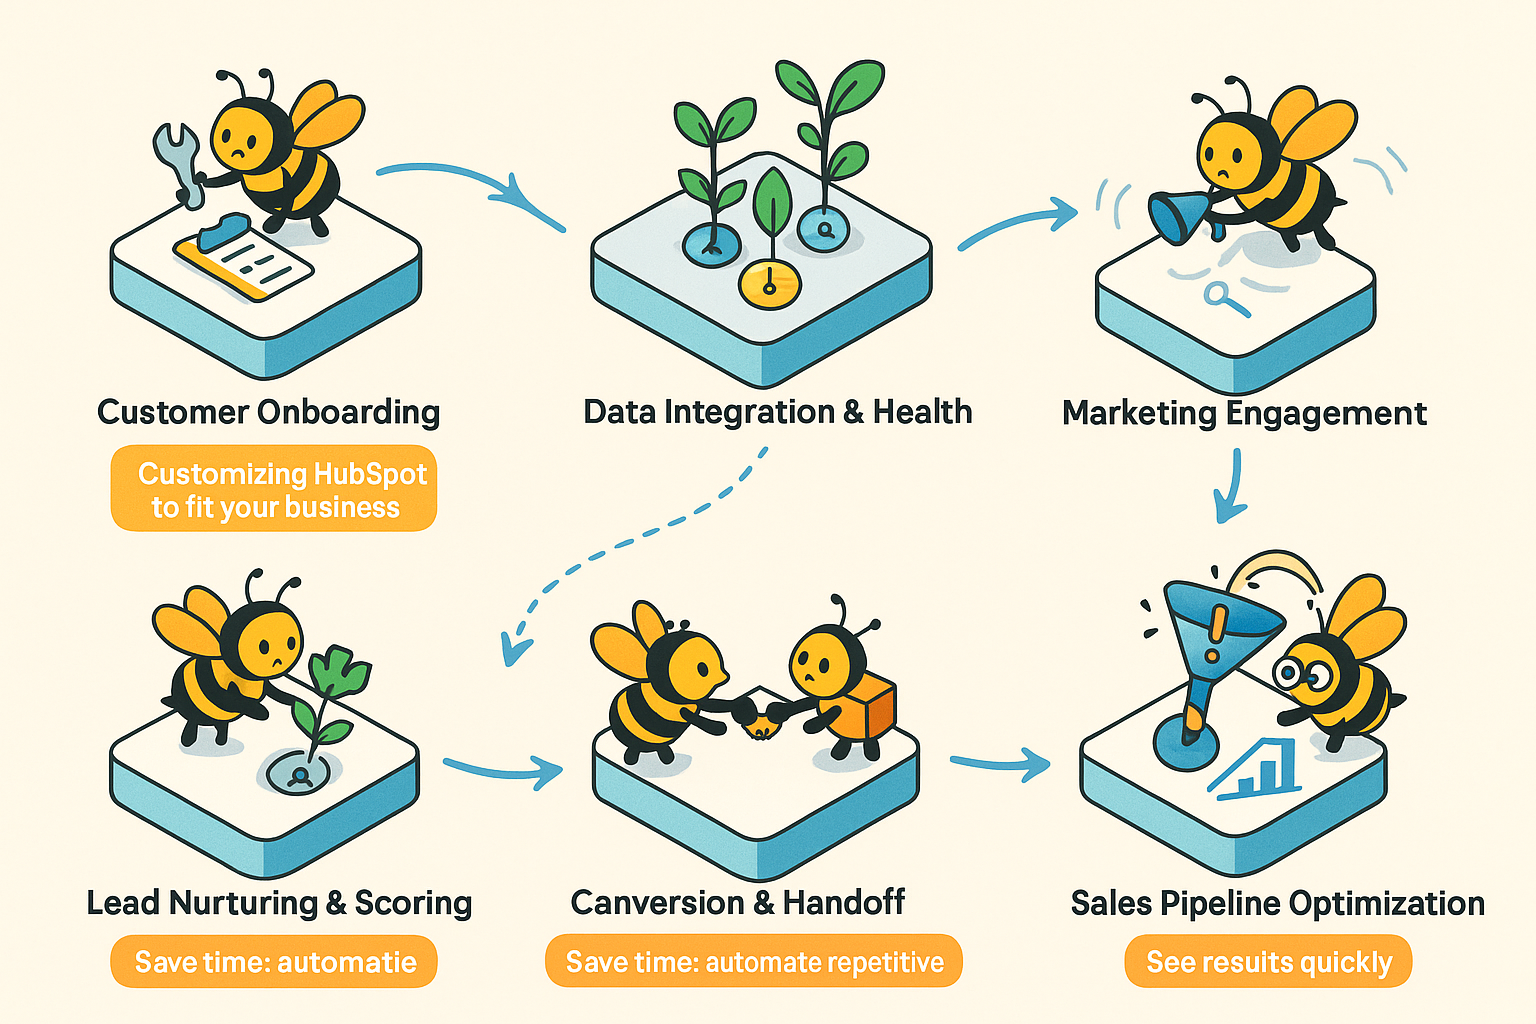 Customer Onboarding
Data Integration & Health
Marketing Engagement
Customizing HubSpot
to fit your business
Lead Nurturing & Scoring
Canversion & Handoff
Sales Pipeline Optimization
Save time: automatie
Save time: automate repetitive
See resuits quickly